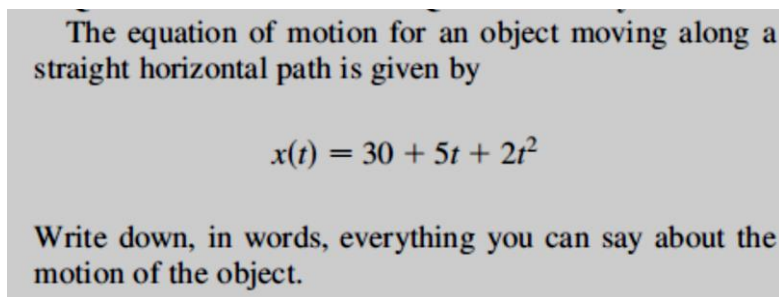 The equation of motion for an object moving along a
straight horizontal path is given by
x(t) = 30 + 5t + 2t²
Write down, in words, everything you can say about the
motion of the object.